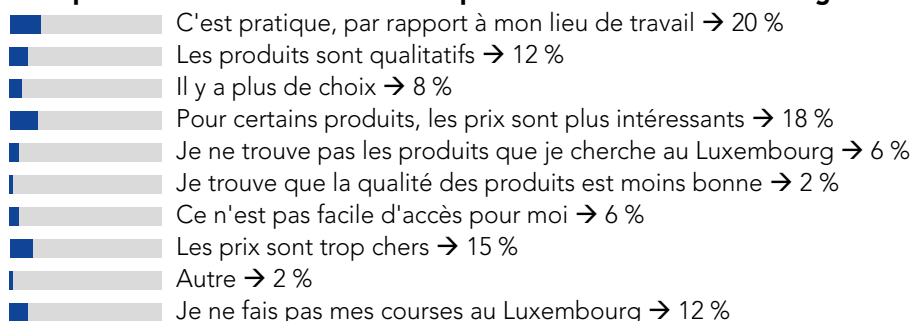 C'est pratique, par rapport à mon lieu de travail → 20 %
Les produits sont qualitatifs → 12 %
Il y a plus de choix → 8 %
Pour certains produits, les prix sont plus intéressants → 18 %
Je ne trouve pas les produits que je cherche au Luxembourg → 6 %
Je trouve que la qualité des produits est moins bonne → 2 %
Ce n'est pas facile d'accès pour moi → 6 %
Les prix sont trop chers → 15 %
Autre → 2 %
Je ne fais pas mes courses au Luxembourg → 12 %